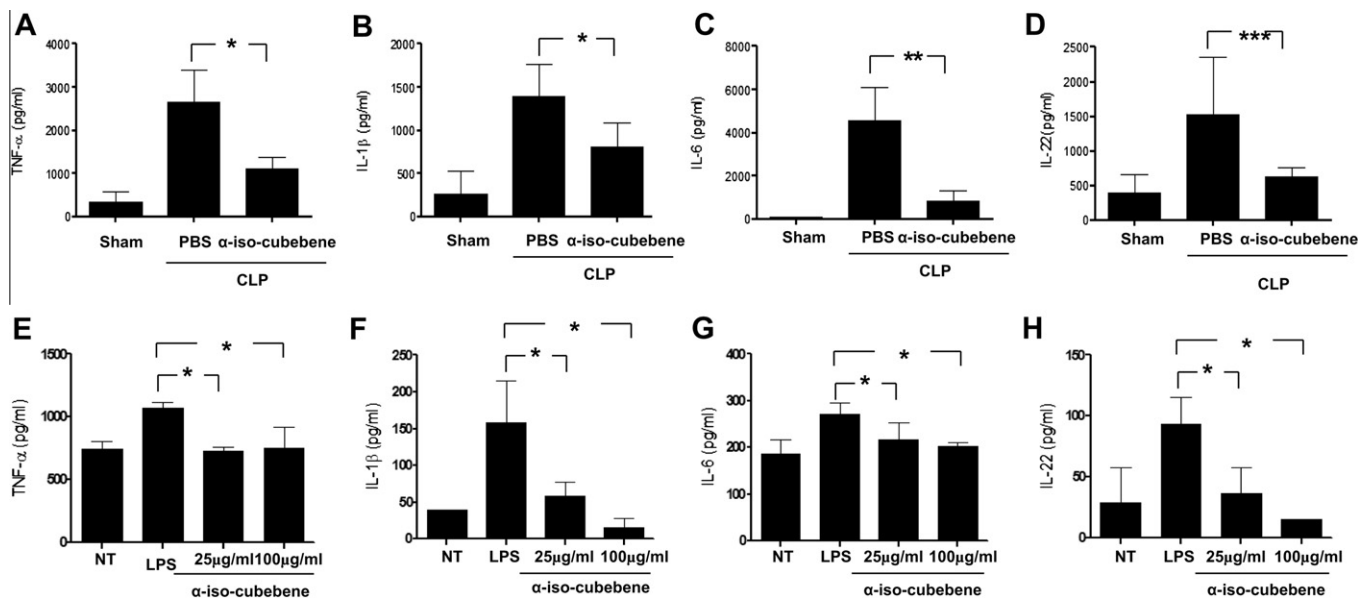 A
TNF-α (pg/ml)
4000
3000
2000
1000
0
*
Sham PBS α-iso-cubebene
CLP
B
IL-1β (pg/ml)
2000
1500
1000
500
0
*
Sham PBS α-iso-cubebene
CLP
C
IL-6 (pg/ml)
8000
6000
4000
2000
0
**
Sham PBS α-iso-cubebene
CLP
D
IL-22(pg/ml)
2500
2000
1500
1000
500
0
***
Sham PBS α-iso-cubebene
CLP
E
TNF-α (pg/ml)
1500
1000
500
0
*
*
NT LPS 25µg/ml 100µg/ml
α-iso-cubebene
F
IL-1β (pg/ml)
250
200
150
100
50
0
*
*
NT LPS 25µg/ml 100µg/ml
α-iso-cubebene
G
IL-6 (pg/ml)
400
300
200
100
0
*
*
NT LPS 25µg/ml 100µg/ml
α-iso-cubebene
H
IL-22 (pg/ml)
150
100
50
0
*
*
NT LPS 25µg/ml 100µg/ml
α-iso-cubebene